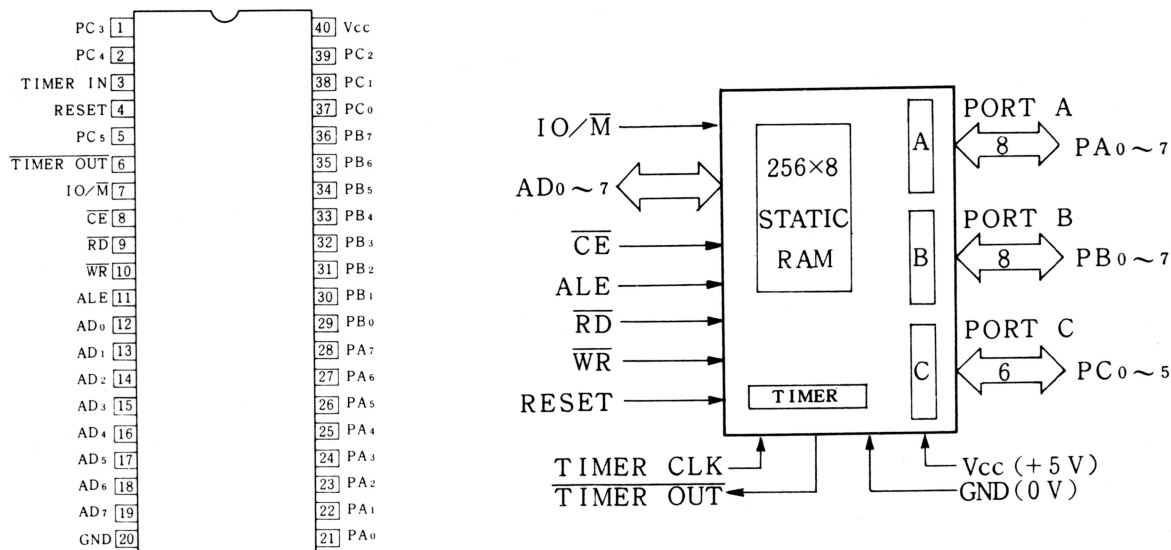 PC3 1
PC4 2
TIMER IN 3
RESET 4
PC5 5
TIMER OUT 6
IO/M 7
CE 8
RD 9
WR 10
ALE 11
AD0 12
AD1 13
AD2 14
AD3 15
AD4 16
AD5 17
AD6 18
AD7 19
GND 20
40 Vcc
39 PC2
38 PC1
37 PC0
36 PB7
35 PB6
34 PB5
33 PB4
32 PB3
31 PB2
30 PB1
29 PB0
28 PA7
27 PA6
26 PA5
25 PA4
24 PA3
23 PA2
22 PA1
21 PA0
IO/M
AD0~7
CE
ALE
RD
WR
RESET
256×8
STATIC
RAM
TIMER
A
B
C
PORT A
8 PA0~7
PORT B
8 PB0~7
PORT C
6 PC0~5
TIMER CLK
TIMER OUT
Vcc (+5V)
GND(0V)